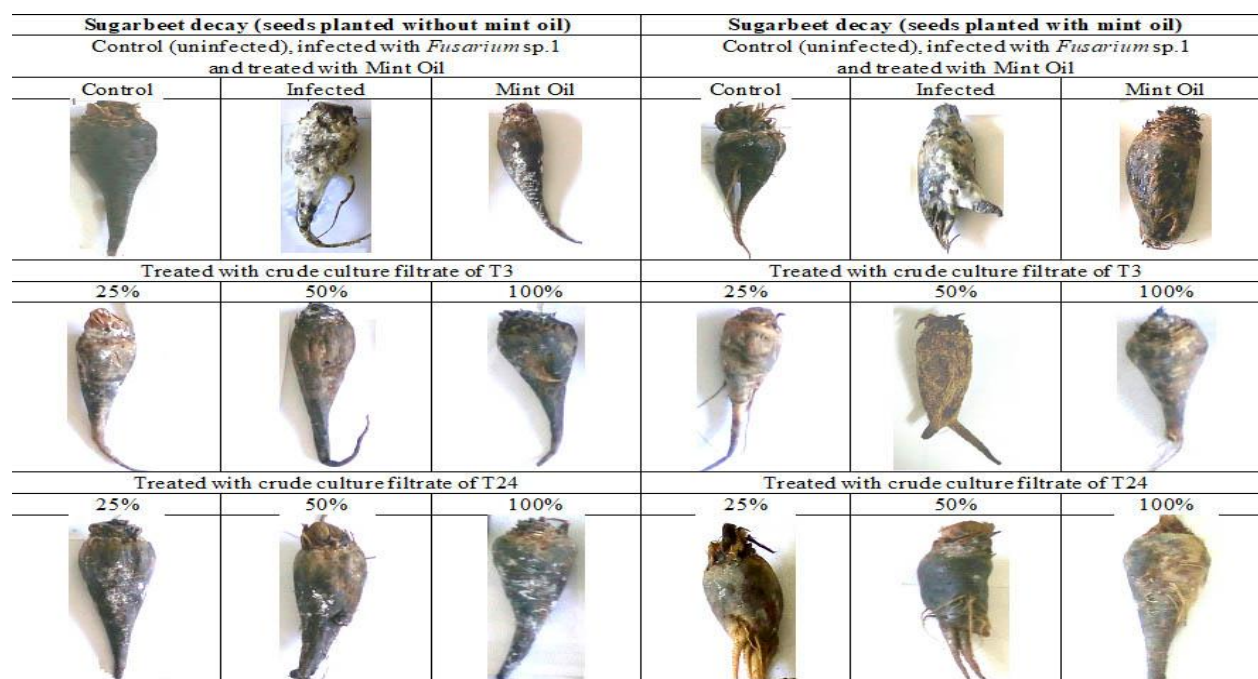 Sugarbeet decay (seeds planted without mint oil) Sugarbeet decay (seeds planted with mint oil)
Control (uninfected), infected with Fusarium sp.1 Control (uninfected), infected with Fusarium sp.1
and treated with Mint Oil and treated with Mint Oil
Control Infected Mint Oil Control Infected Mint Oil
Treated with crude culture filtrate of T3 Treated with crude culture filtrate of T3
25% 50% 100% 25% 50% 100%
Treated with crude culture filtrate of T24 Treated with crude culture filtrate of T24
25% 50% 100% 25% 50% 100%